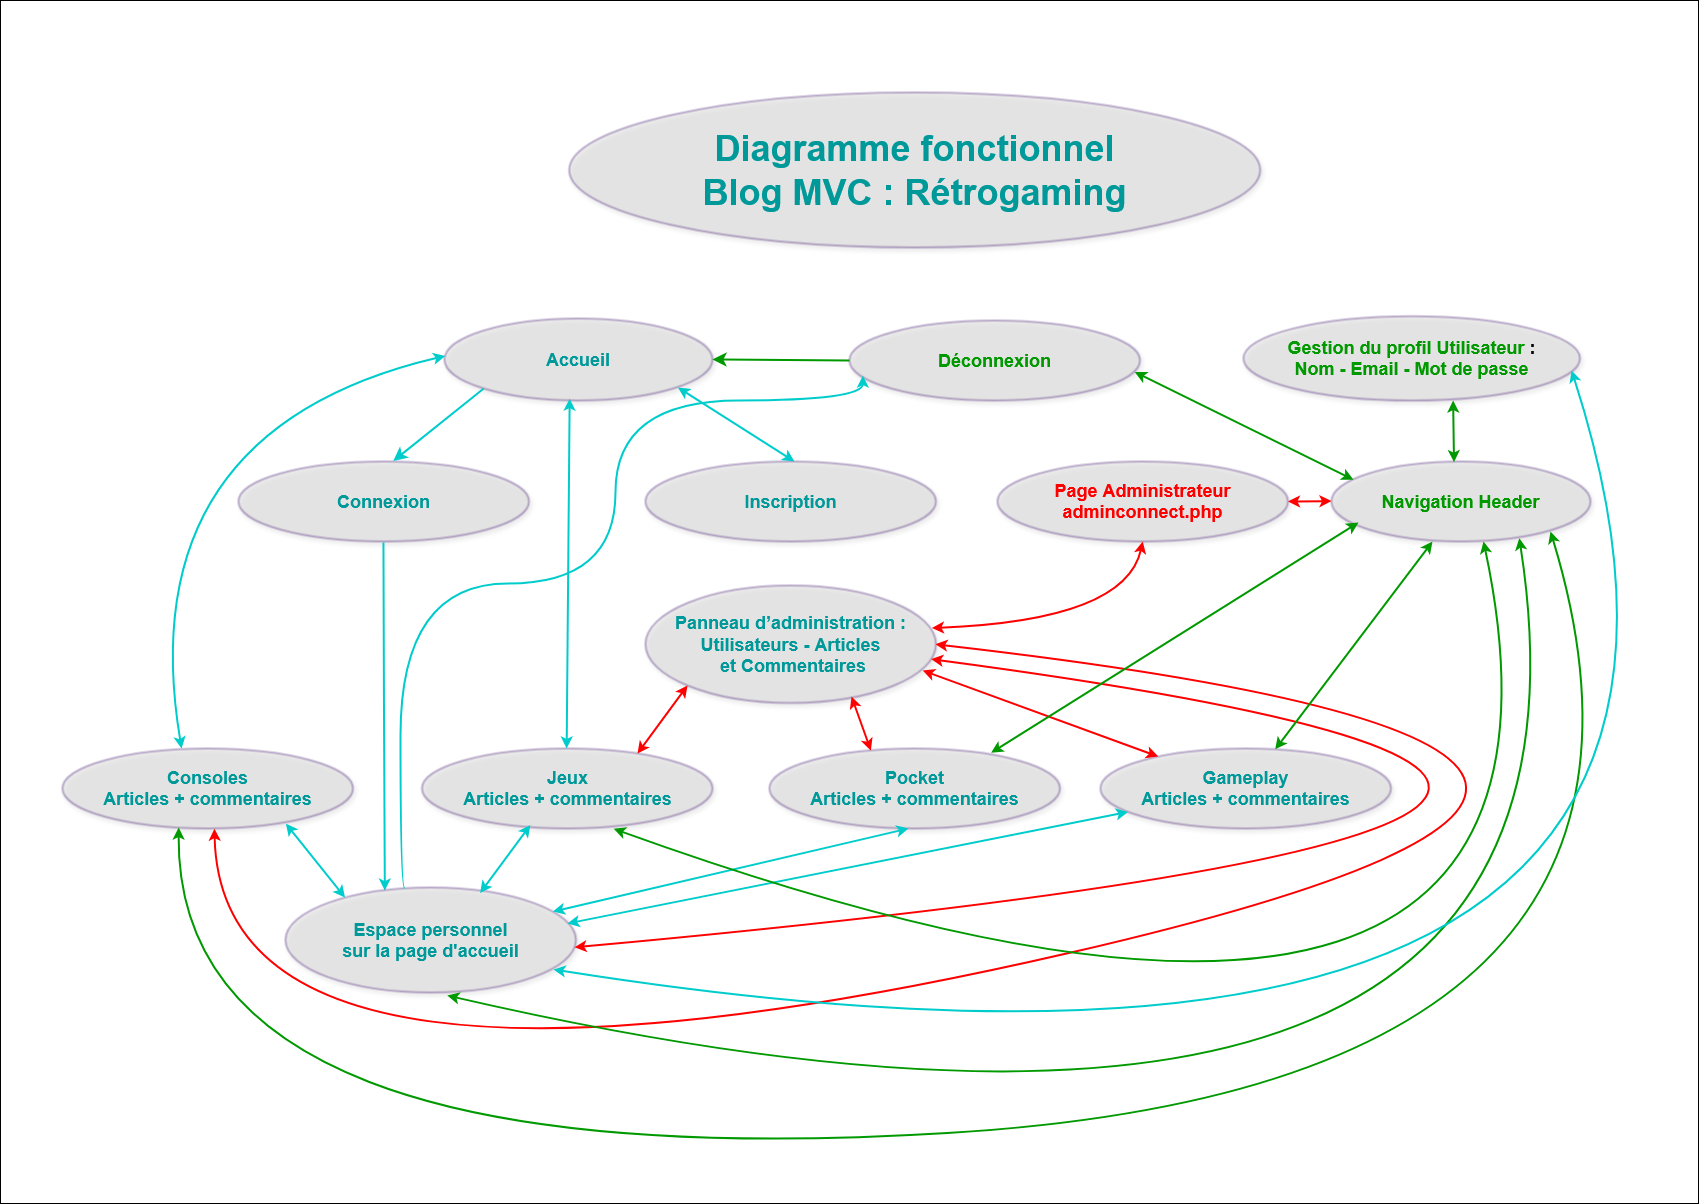 Diagramme fonctionnel
Blog MVC : Rétrogaming
Accueil
Déconnexion
Gestion du profil Utilisateur :
Nom - Email - Mot de passe
Connexion
Inscription
Page Administrateur
adminconnect.php
Navigation Header
Panneau d’administration :
Utilisateurs - Articles
et Commentaires
Consoles
Articles + commentaires
Jeux
Articles + commentaires
Pocket
Articles + commentaires
Gameplay
Articles + commentaires
Espace personnel
sur la page d'accueil